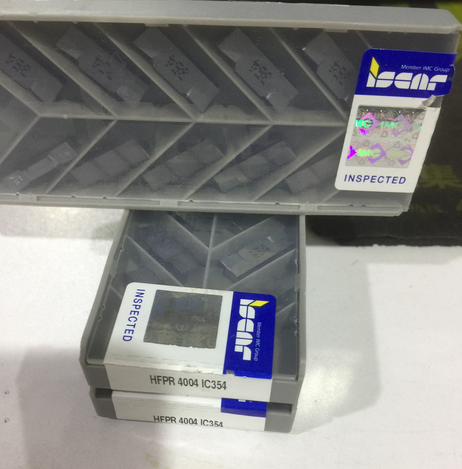 Member IMC Group
iscar
INSPECTED
INSPECTED
iscar
Member IMC Group
HFPR 4004 IC354
HFPR 4004 IC354